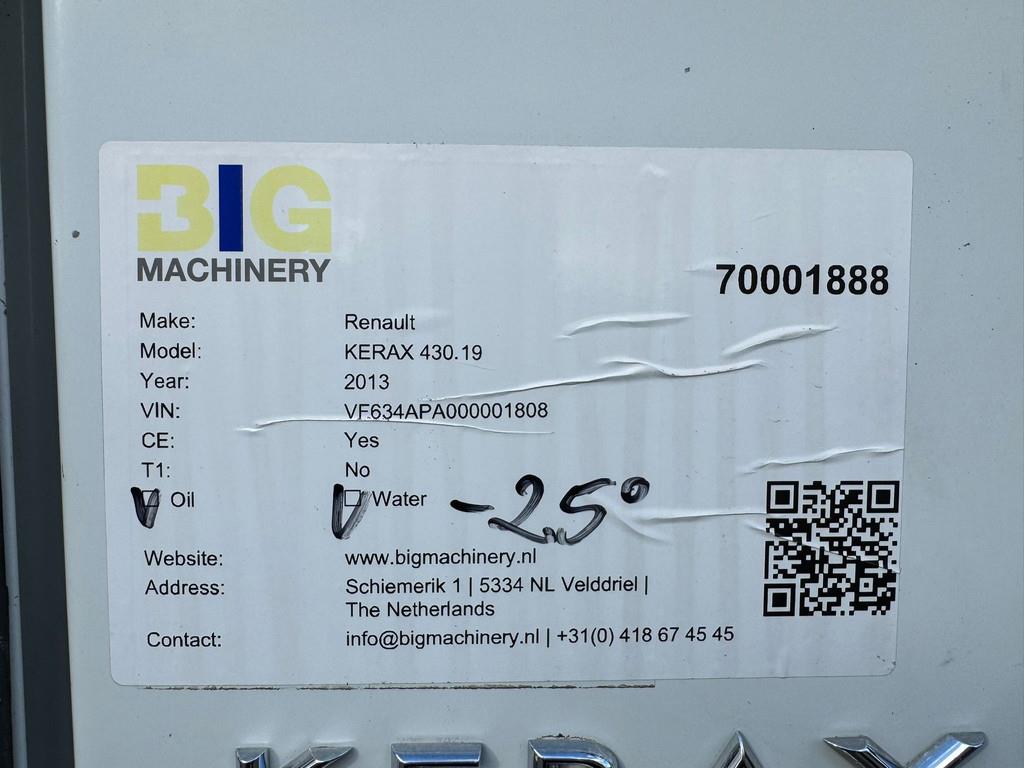 BIG
MACHINERY
70001888
Make: Renault
Model: KERAX 430.19
Year: 2013
VIN: VF634APA000001808
CE: Yes
T1: No
Oil Water -25°
Website: www.bigmachinery.nl
Address: Schiemerik 1 | 5334 NL Velddriel |
The Netherlands
Contact: info@bigmachinery.nl | +31(0) 418 67 45 45
KERAX